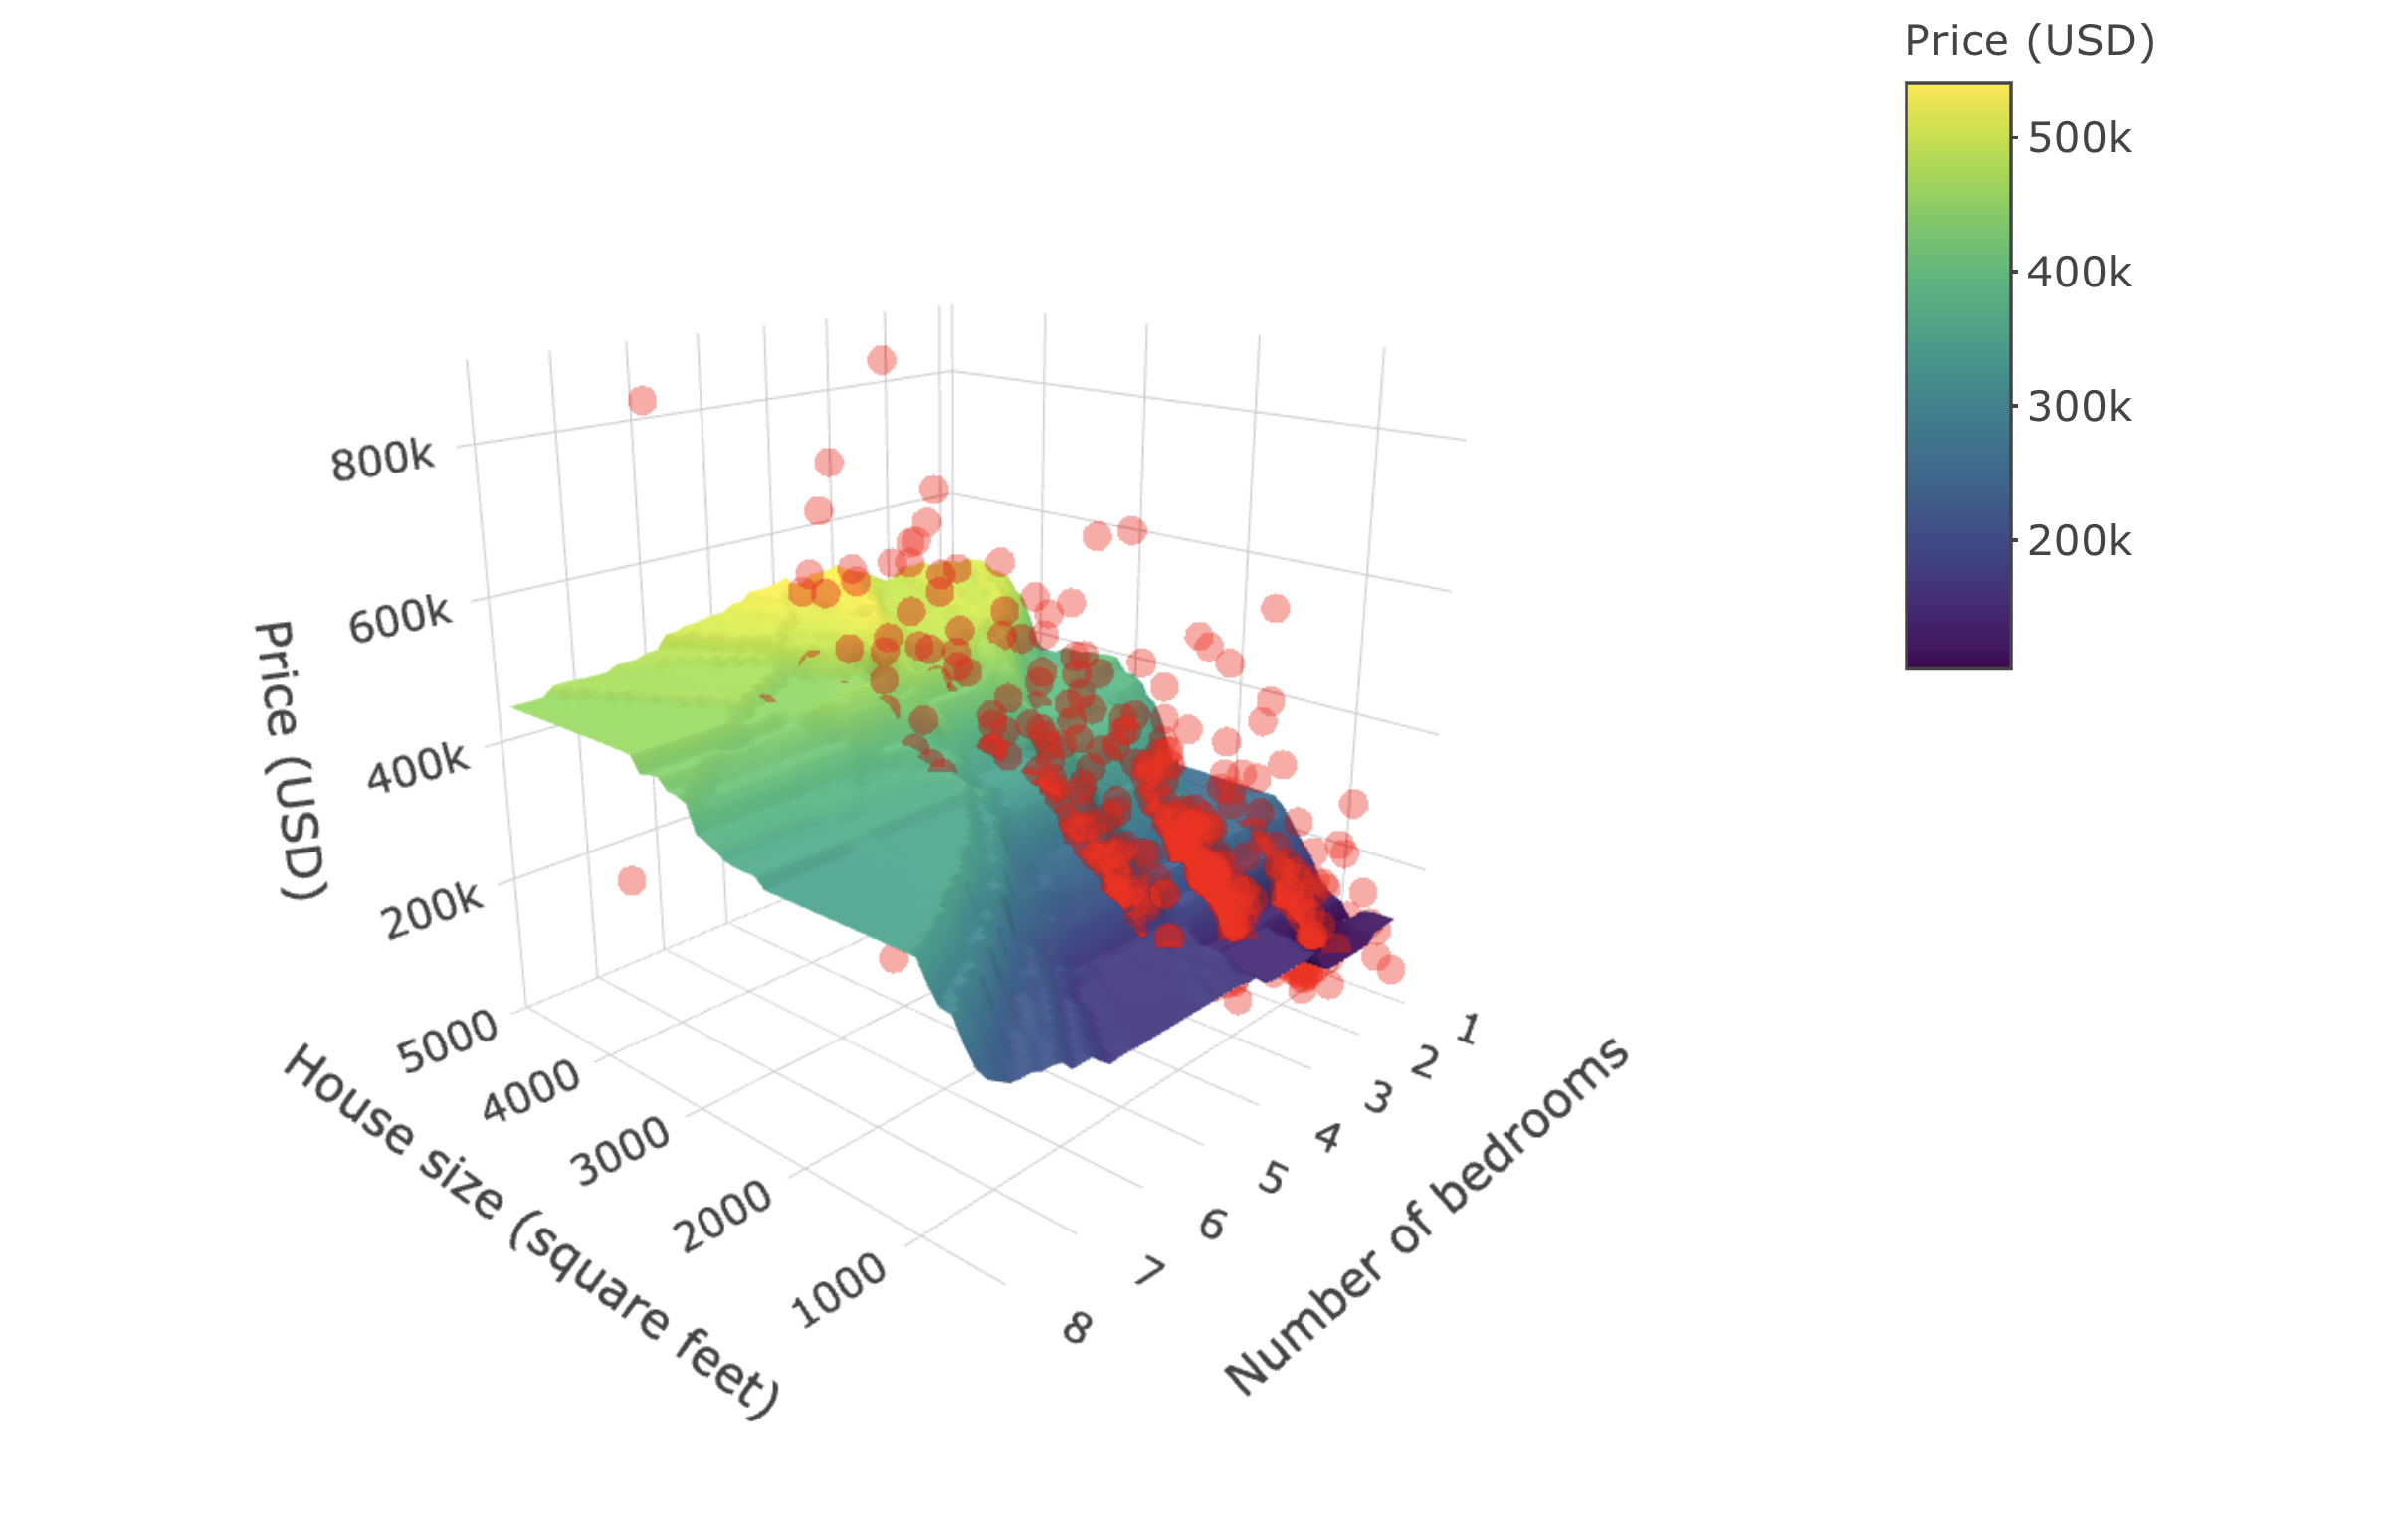 Price (USD)
500k
400k
300k
200k
800k
600k
400k
200k
Price (USD)
5000
4000
3000
2000
1000
House size (square feet)
1
2
3
4
5
6
7
8
Number of bedrooms